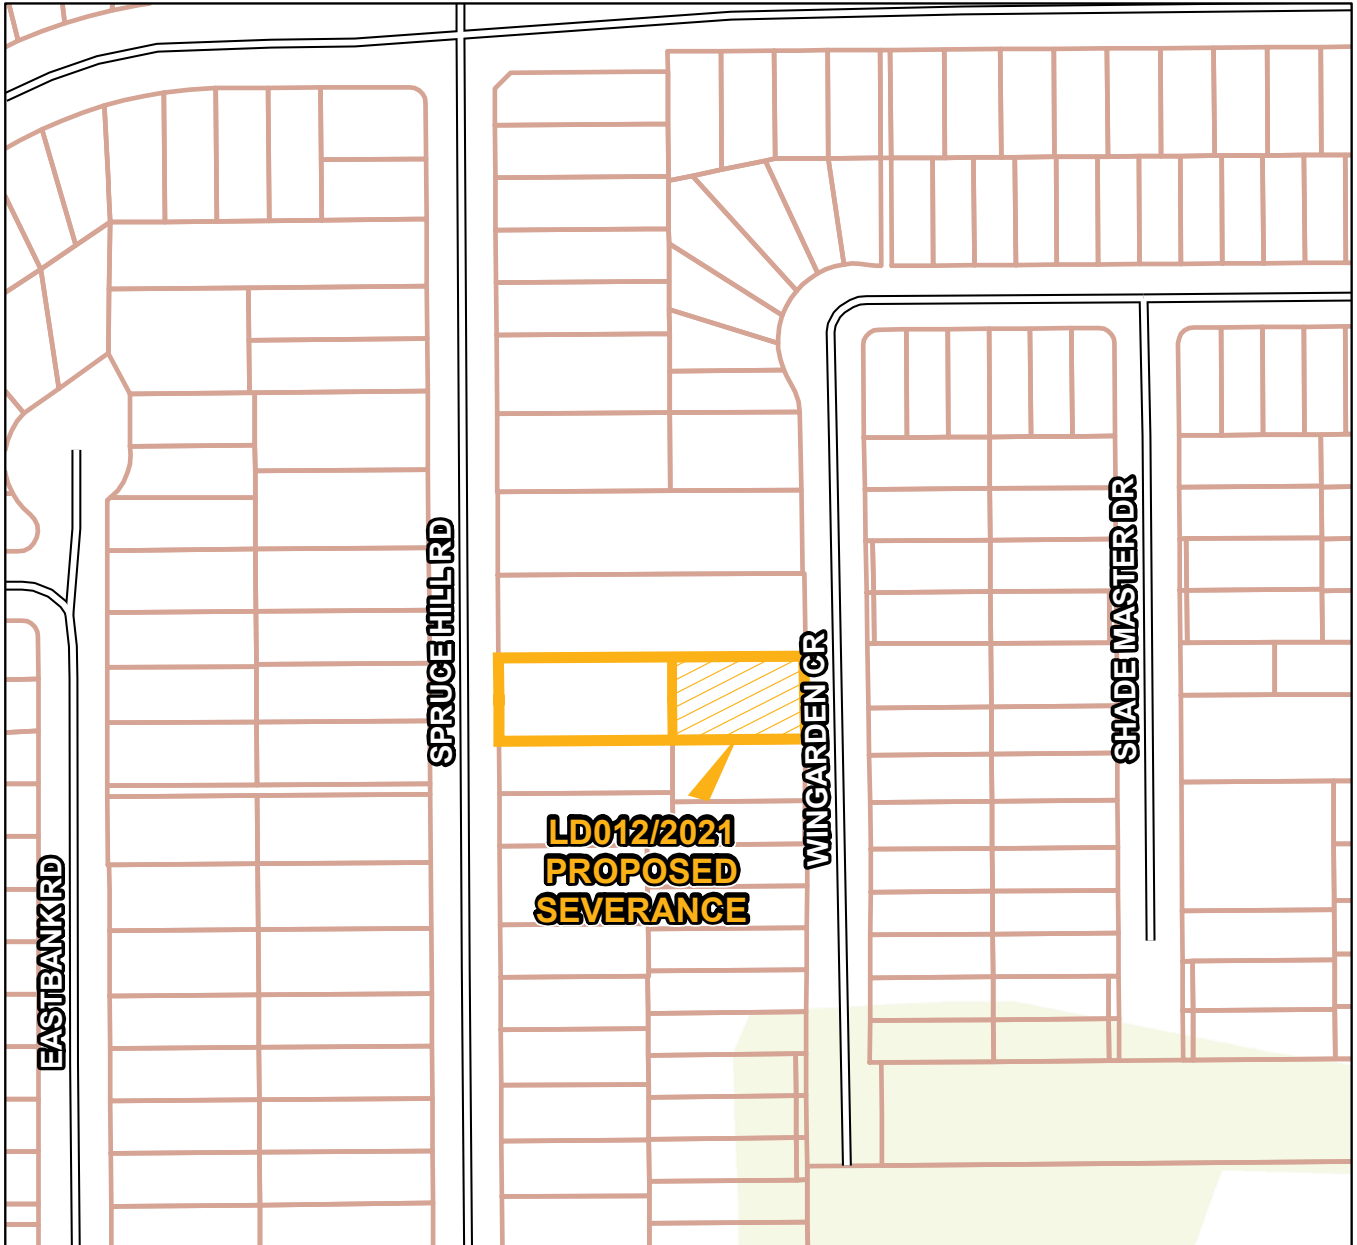 SPRUCE HILL RD
SHADE MASTER DR
WINGARDEN CR
LD012/2021
PROPOSED
SEVERANCE
EASTBANK RD